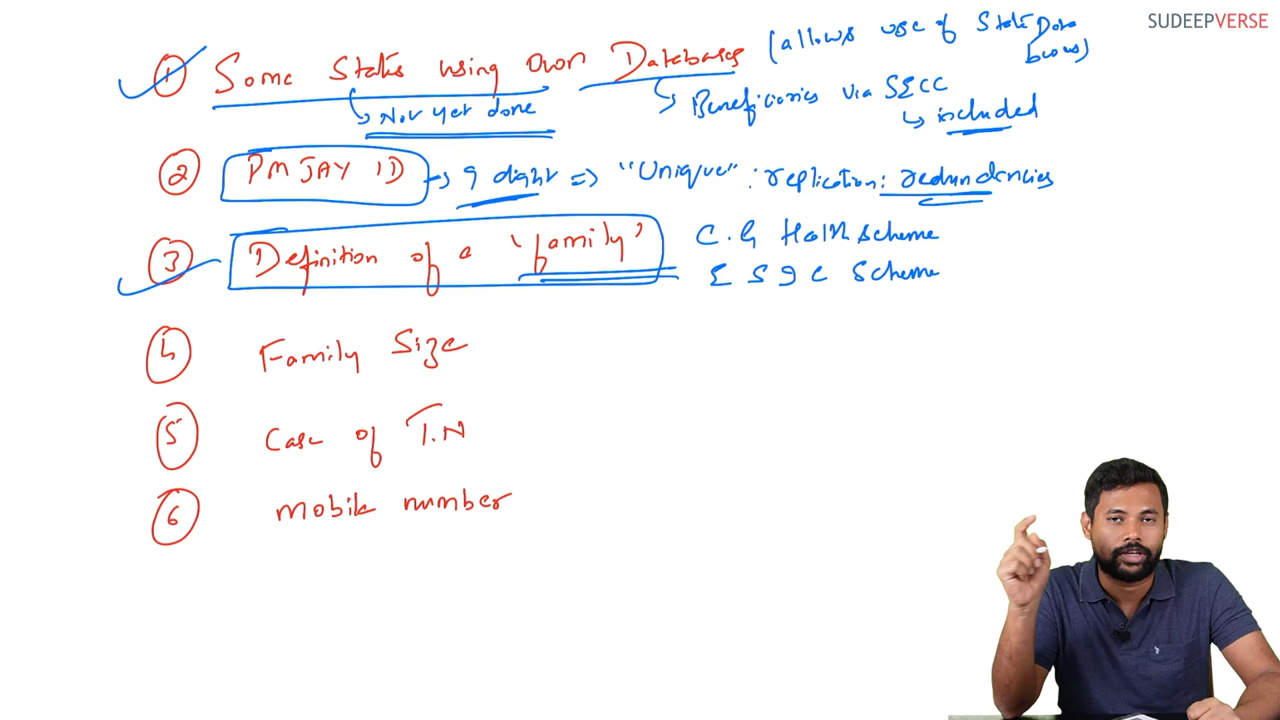 SUDEEPVERSE
① Some States using Own Databases (allows use of State Data
bases)
↳ Not yet done
↳ Beneficiaries via SECC
↳ included
② PMJAY ID → 9 digit => "Unique" : replication: redundancies
③ Definition of a 'family' C.G Health Scheme
ESIC Scheme
④ Family Size
⑤ Case of T.N
⑥ Mobile number